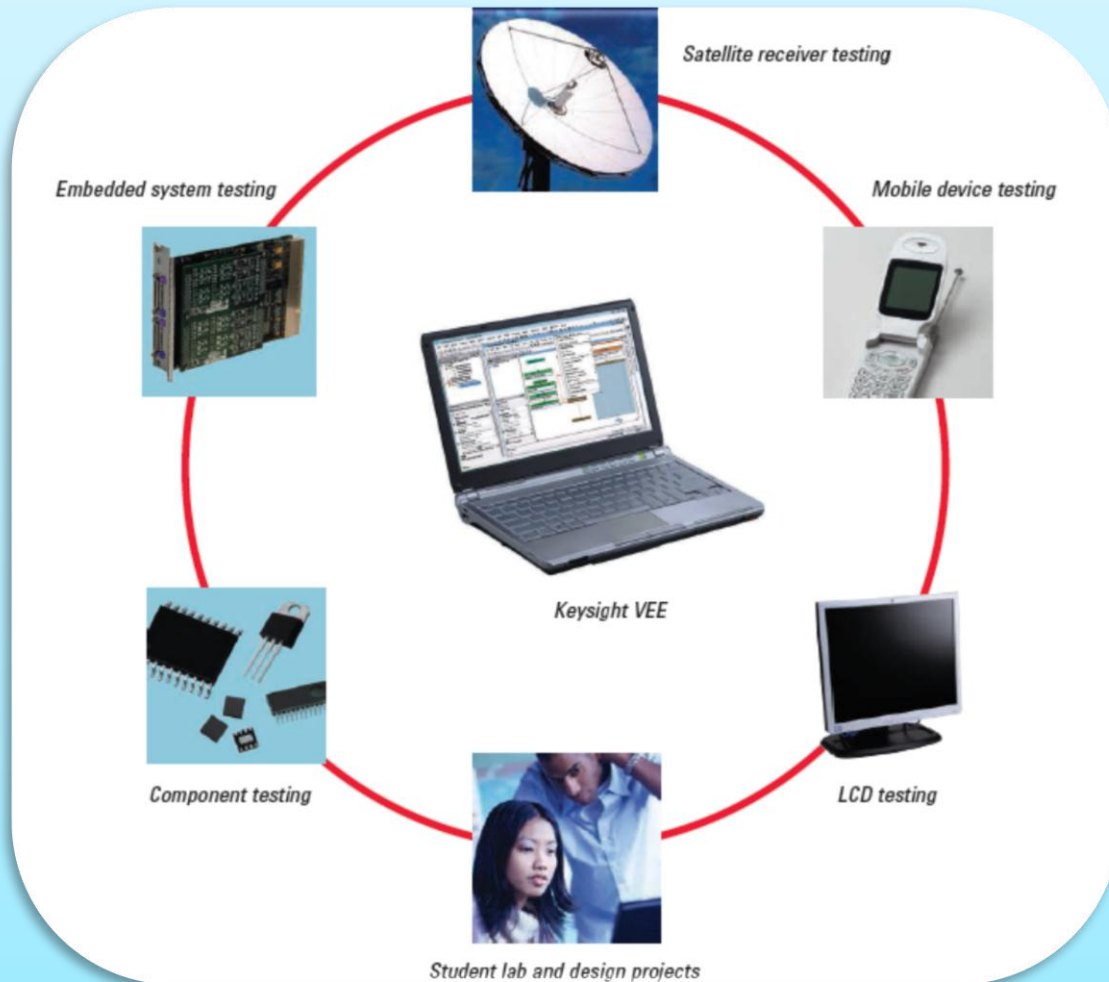 Satellite receiver testing
Embedded system testing
Mobile device testing
Keysight VEE
Component testing
LCD testing
Student lab and design projects